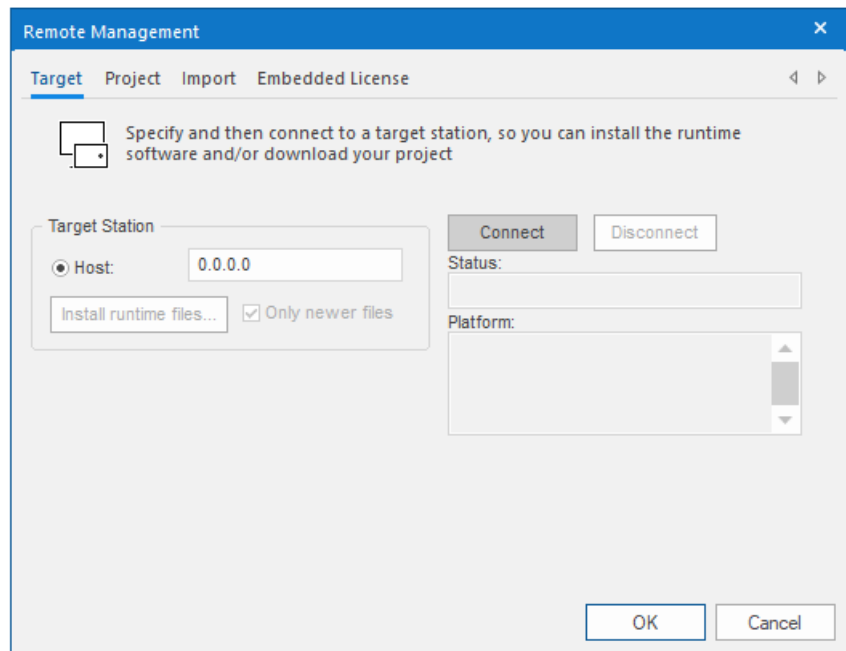 Remote Management
Target Project Import Embedded License
Specify and then connect to a target station, so you can install the runtime
software and/or download your project
Target Station
Host: 0.0.0.0
Install runtime files... Only newer files
Connect Disconnect
Status:
Platform:
OK Cancel